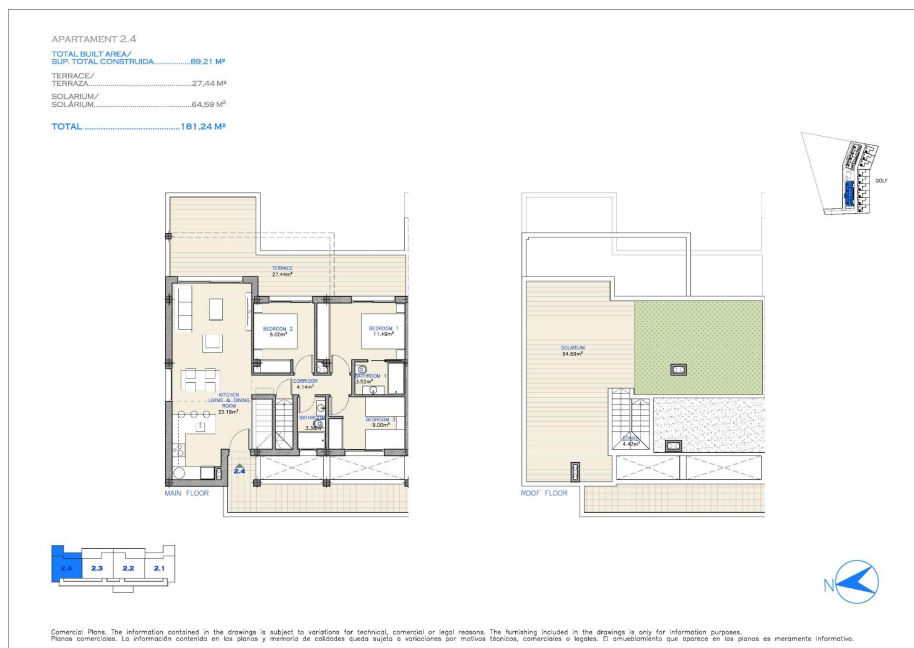 APARTAMENT 2.4
TOTAL BUILT AREA/
SUP. TOTAL CONSTRUIDA................89,21 M²
TERRACE/
TERRAZA............................................27,44 M²
SOLARIUM/
SOLÁRIUM.........................................64,59 M²
TOTAL ........................................181,24 M²
GOLF
TERRACE
27.44m²
BEDROOM 2
9.00m²
BEDROOM 1
11.49m²
CORRIDOR
4.14m²
BATHROOM 1
3.52m²
KITCHEN
LIVING & DINING
ROOM
33.19m²
BATHROOM
BEDROOM 3
9.00m²
2.4
MAIN FLOOR
SOLARIUM
64.59m²
ROOF FLOOR
2.4
2.3
2.2
2.1
N
Comercial Plans. The information contained in the drawings is subject to variations for technical, comercial or legal reasons. The furnishing included in the drawings is only for information purposes.
Planos comerciales. La información contenida en los planos y memoria de calidades queda sujeta a variaciones por motivos técnicos, comerciales o legales. El amueblamiento que aparece en los planos es meramente informativo.